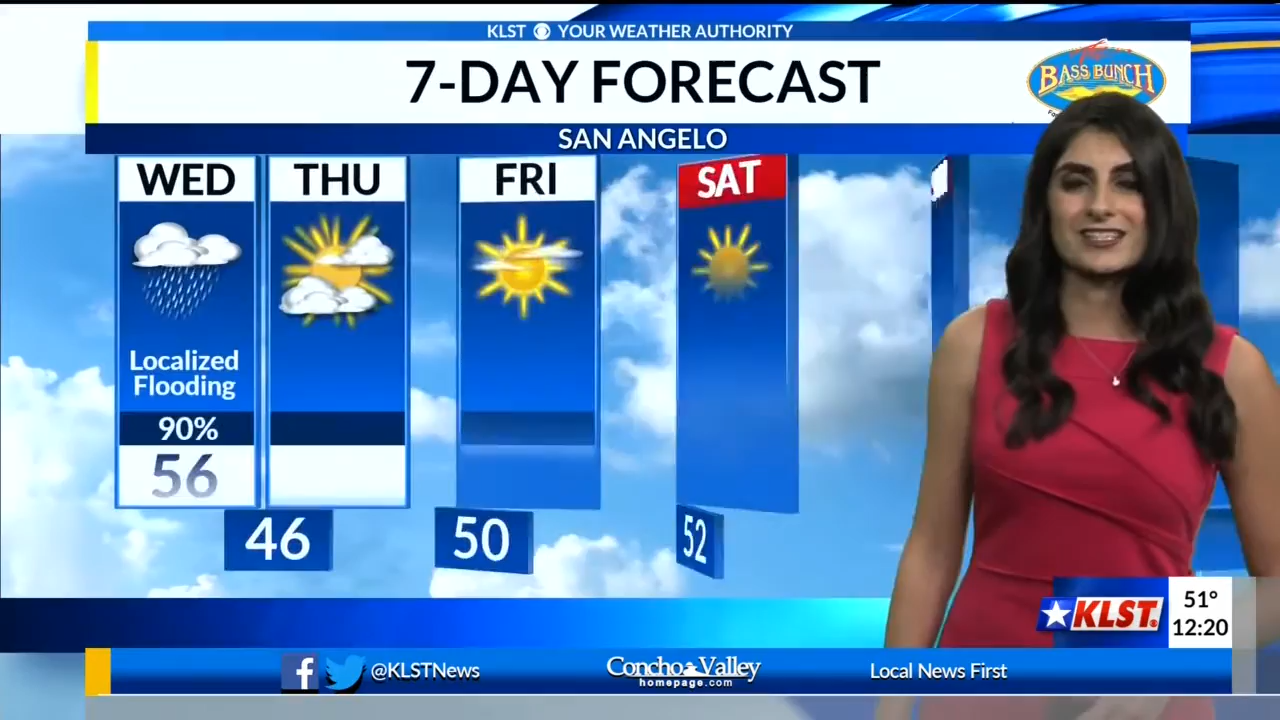 KLST YOUR WEATHER AUTHORITY
7-DAY FORECAST
The
BASS BUNCH
SAN ANGELO
WED THU FRI SAT
Localized
Flooding
90%
56
46 50 52
KLST
51°
12:20
@KLSTNews
Concho Valley
homepage.com
Local News First